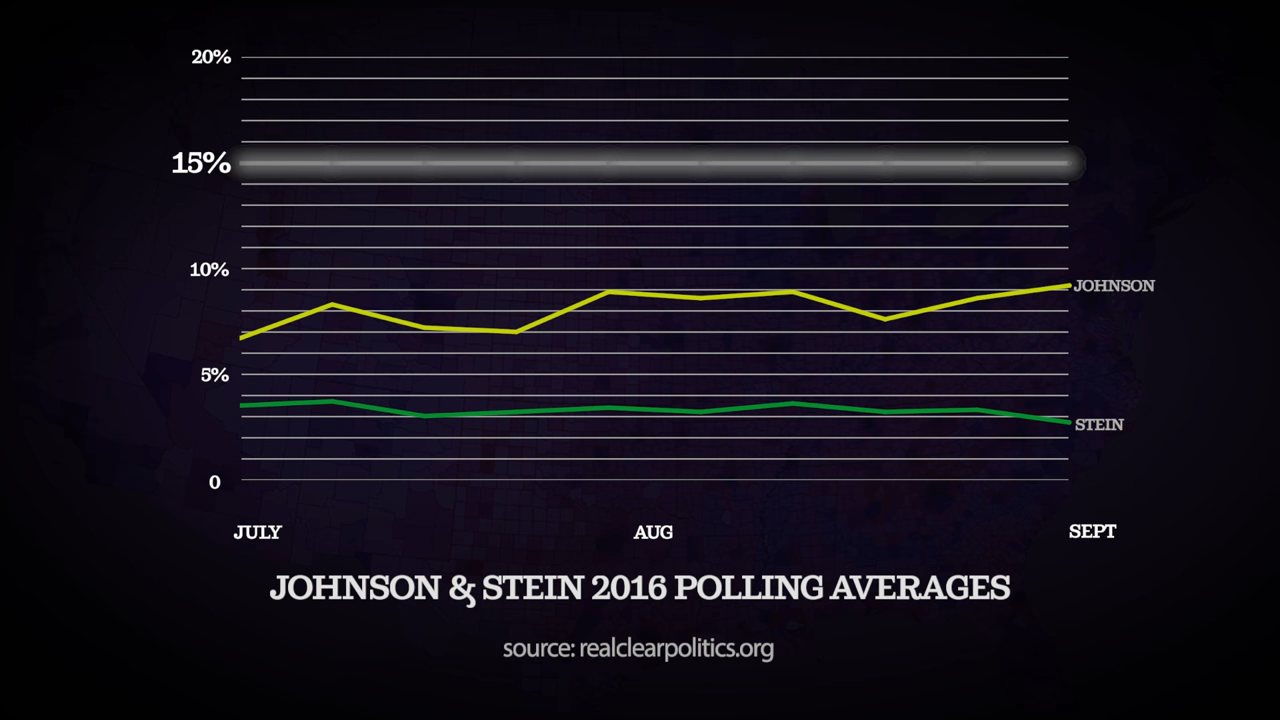 20%
15%
10%
JOHNSON
5%
STEIN
0
JULY AUG SEPT
JOHNSON & STEIN 2016 POLLING AVERAGES
source: realclearpolitics.org